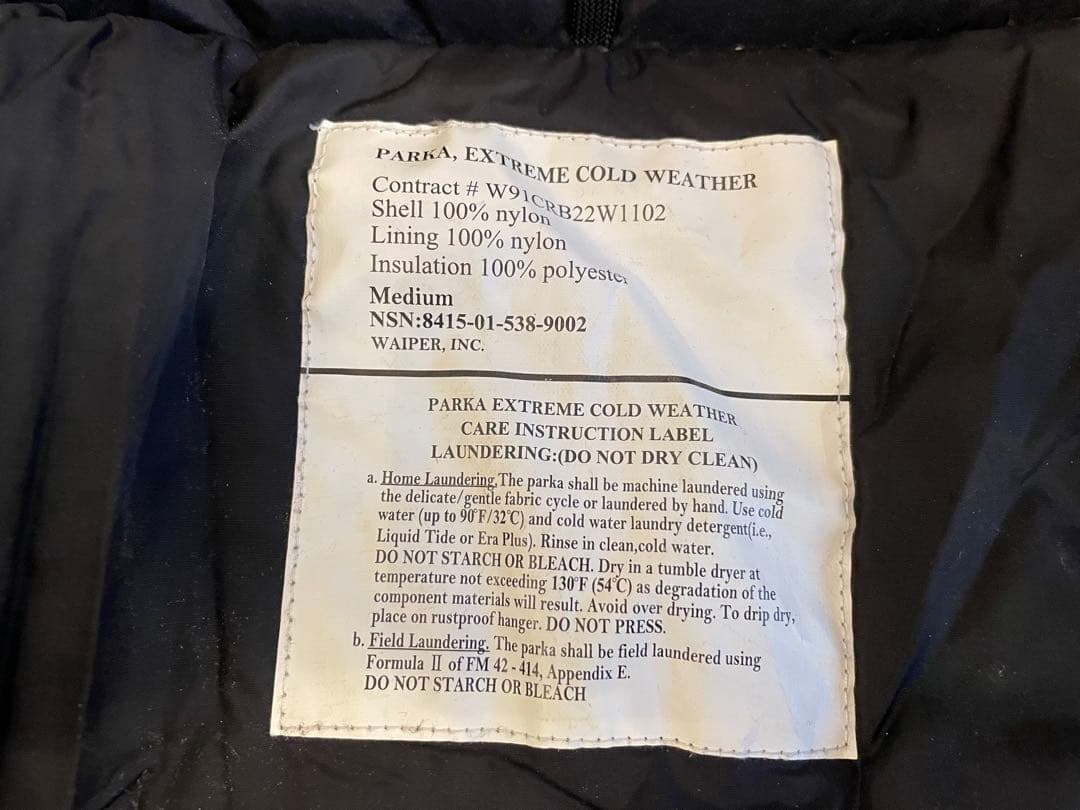 PARKA, EXTREME COLD WEATHER
Contract # W91CRB22W1102
Shell 100% nylon
Lining 100% nylon
Insulation 100% polyester
Medium
NSN:8415-01-538-9002
WAIPER, INC.
PARKA EXTREME COLD WEATHER
CARE INSTRUCTION LABEL
LAUNDERING:(DO NOT DRY CLEAN)
a. Home Laundering.The parka shall be machine laundered using
the delicate/gentle fabric cycle or laundered by hand. Use cold
water (up to 90°F/32°C) and cold water laundry detergent(i.e.,
Liquid Tide or Era Plus). Rinse in clean,cold water.
DO NOT STARCH OR BLEACH. Dry in a tumble dryer at
temperature not exceeding 130°F (54°C) as degradation of the
component materials will result. Avoid over drying. To drip dry,
place on rustproof hanger. DO NOT PRESS.
b. Field Laundering. The parka shall be field laundered using
Formula II of FM 42-414, Appendix E.
DO NOT STARCH OR BLEACH